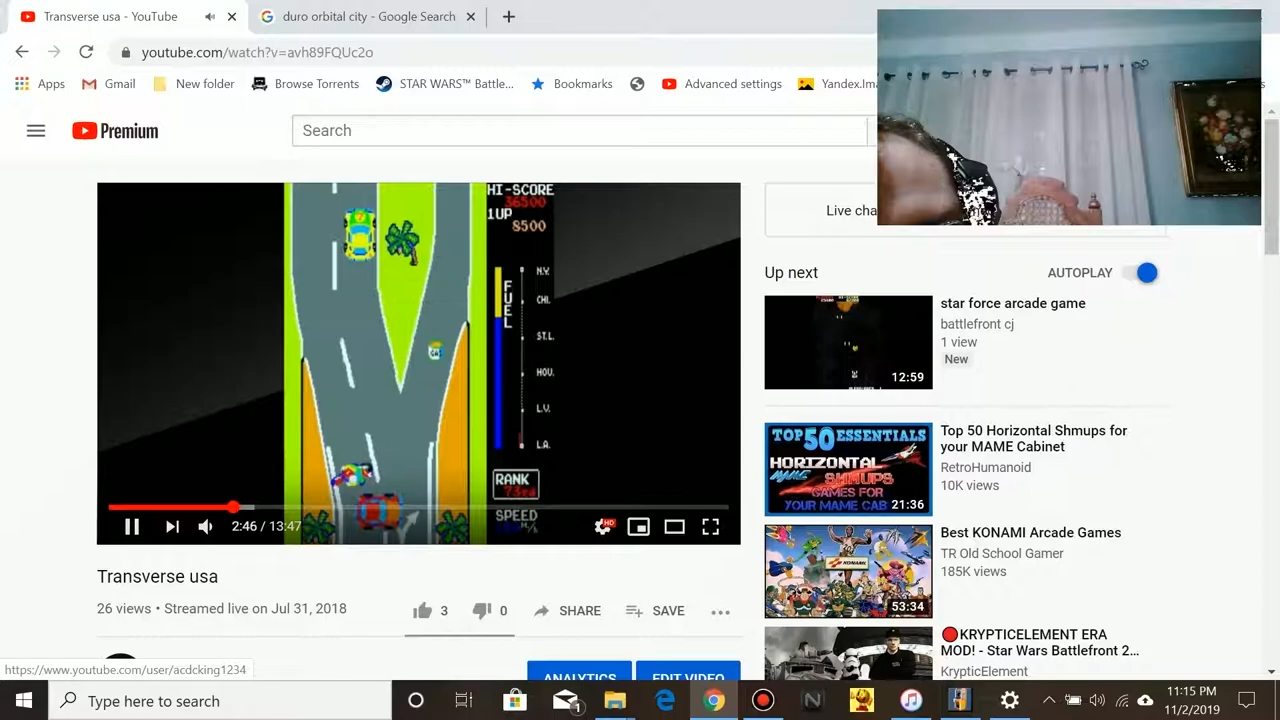 Transverse usa - YouTube
duro orbital city - Google Search
youtube.com/watch?v=avh89FQUc2o
Apps
Gmail
New folder
Browse Torrents
STAR WARS™ Battle...
Bookmarks
Advanced settings
Yandex.Ima
Premium
Search
HI-SCORE
36500
1UP
8500
FUEL
N.Y.
CHI.
ST.L
HOU.
L.V.
L.A.
RANK
73rd
SPEED
2:46 / 13:47
HD
Live cha
Up next
AUTOPLAY
star force arcade game
battlefront cj
1 view
New
12:59
TOP 50 ESSENTIALS
HORIZONTAL
MAME SHMUPS
GAMES FOR
YOUR MAME CAB
21:36
Top 50 Horizontal Shmups for
your MAME Cabinet
RetroHumanoid
10K views
KONAMI
53:34
Best KONAMI Arcade Games
TR Old School Gamer
185K views
KRYPTICELEMENT ERA
MOD! - Star Wars Battlefront 2...
KrypticElement
Transverse usa
26 views • Streamed live on Jul 31, 2018
3
0
SHARE
SAVE
ANALYTICS
EDIT VIDEO
https://www.youtube.com/user/acdcking1234
Type here to search
1
11:15 PM
11/2/2019